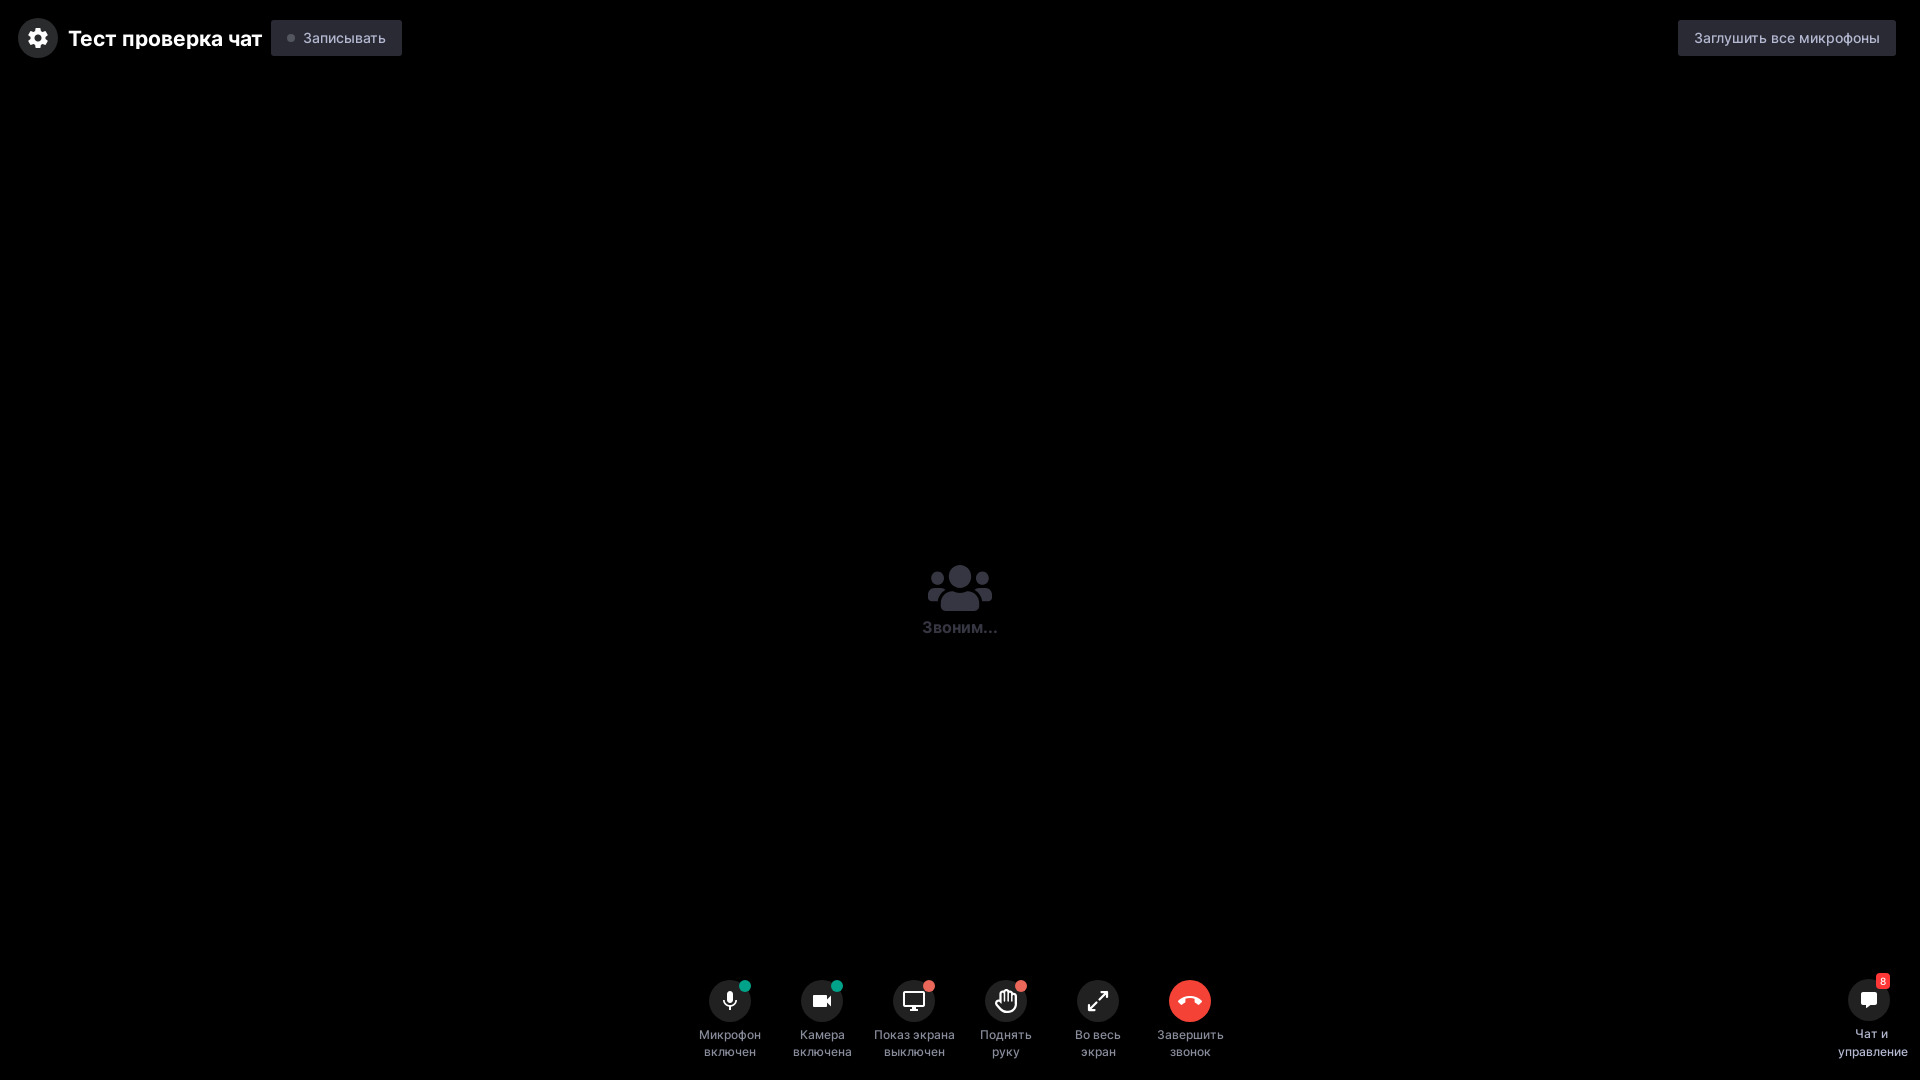 Тест проверка чат
Записывать
Заглушить все микрофоны
Звоним...
Микрофон
включен
Камера
включена
Показ экрана
выключен
Поднять
руку
Во весь
экран
Завершить
звонок
8
Чат и
управление